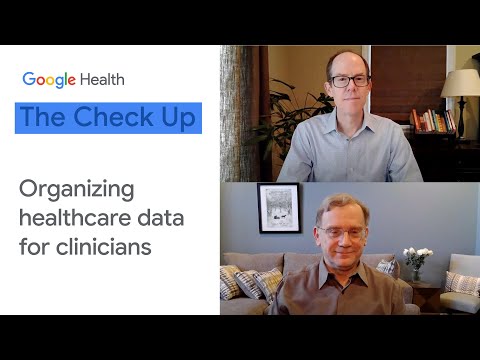 Google Health
The Check Up
Organizing
healthcare data
for clinicians